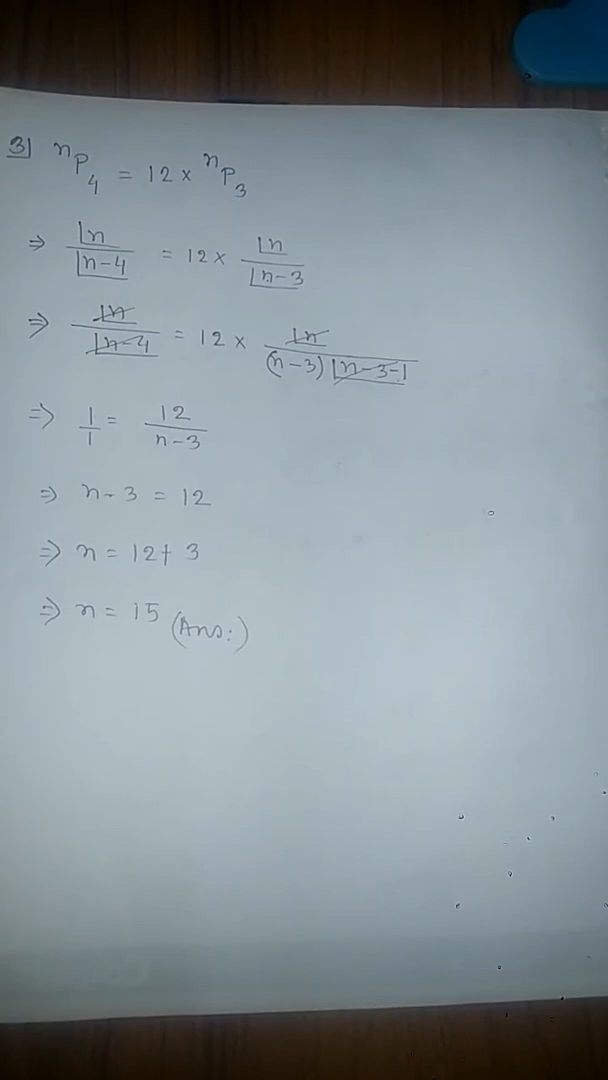 3) nP4 = 12 × nP3
⇒ ⌊n / ⌊n-4 = 12 × ⌊n / ⌊n-3
⇒ ⌊n / ⌊n-4 = 12 × ⌊n / (n-3) ⌊n-3-1
⇒ 1/1 = 12 / n-3
⇒ n-3 = 12
⇒ n = 12+3
⇒ n = 15 (Ans:)